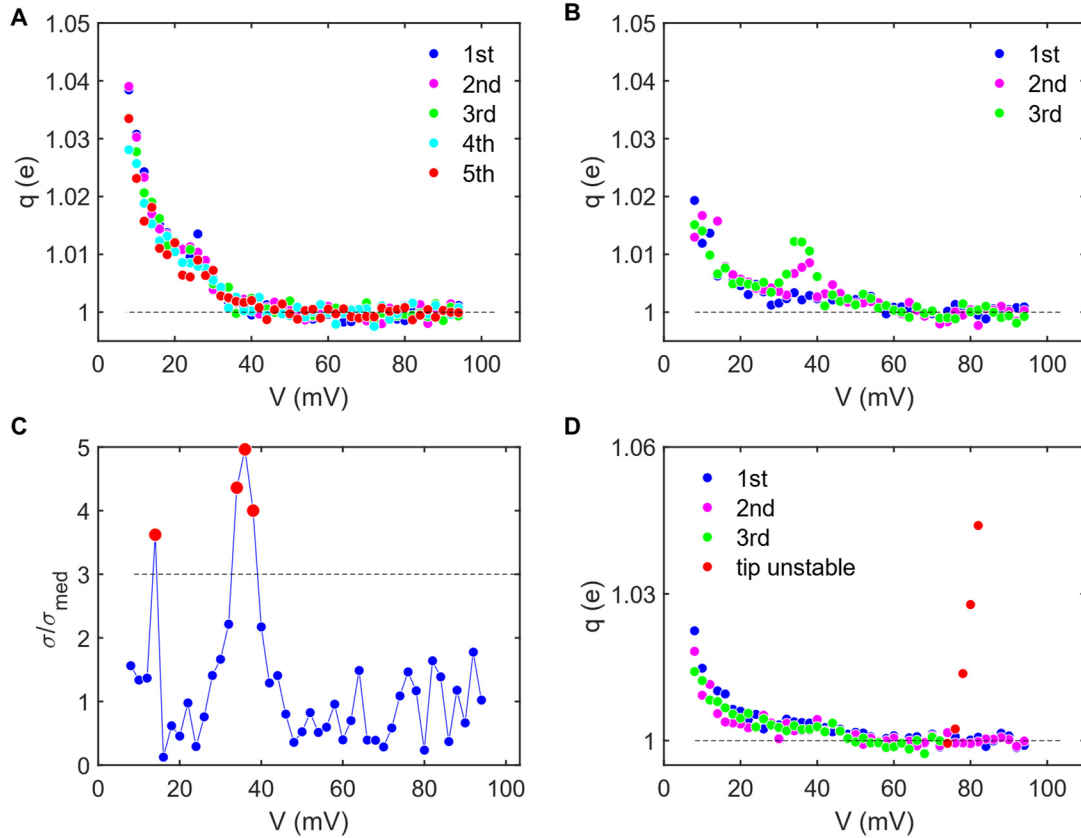 A
1.05
1.04
1.03
1.02
1.01
1
q (e)
0
20
40
60
80
100
V (mV)
1st
2nd
3rd
4th
5th
B
1.05
1.04
1.03
1.02
1.01
1
q (e)
0
20
40
60
80
100
V (mV)
1st
2nd
3rd
C
5
4
3
2
1
0
σ/σmed
0
20
40
60
80
100
V (mV)
D
1.06
1.03
1
q (e)
0
20
40
60
80
100
V (mV)
1st
2nd
3rd
tip unstable